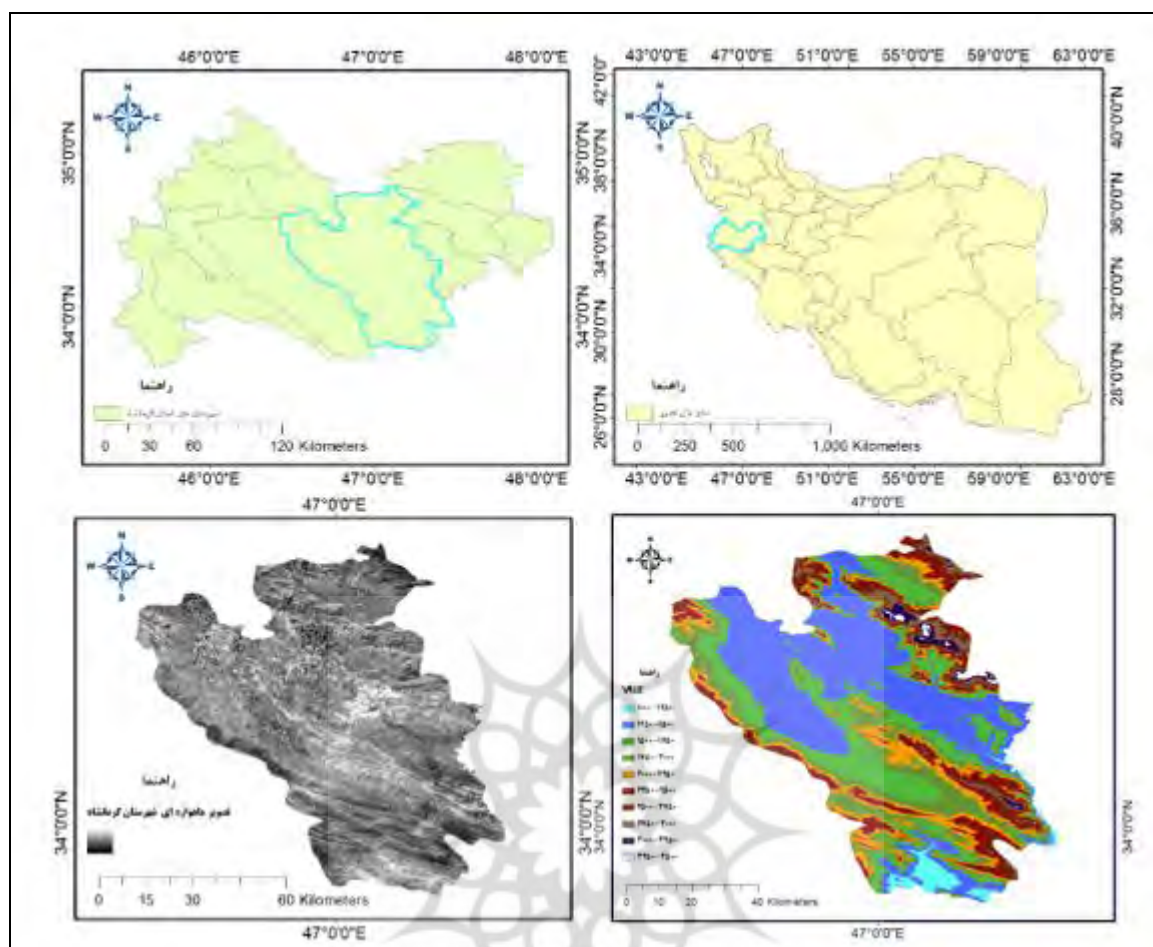 46°0'0"E 47°0'0"E 48°0'0"E
35°0'0"N 35°0'0"N
34°0'0"N 34°0'0"N
N
W E
S
راهنما
0 30 60 120 Kilometers
46°0'0"E 47°0'0"E 48°0'0"E
43°0'0"E 47°0'0"E 51°0'0"E 55°0'0"E 59°0'0"E 63°0'0"E
42°0'0"N 40°0'0"N
38°0'0"N 36°0'0"N
34°0'0"N 32°0'0"N
30°0'0"N 28°0'0"N
26°0'0"N
N
W E
S
راهنما
0 250 500 1,000 Kilometers
43°0'0"E 47°0'0"E 51°0'0"E 55°0'0"E 59°0'0"E 63°0'0"E
47°0'0"E
N
W E
S
راهنما
تصویر ماهواره ای شهرستان کرمانشاه
34°0'0"N 34°0'0"N
0 15 30 60 Kilometers
47°0'0"E
47°0'0"E
راهنما
VALUE
34°0'0"N
0 10 20 40 Kilometers
47°0'0"E